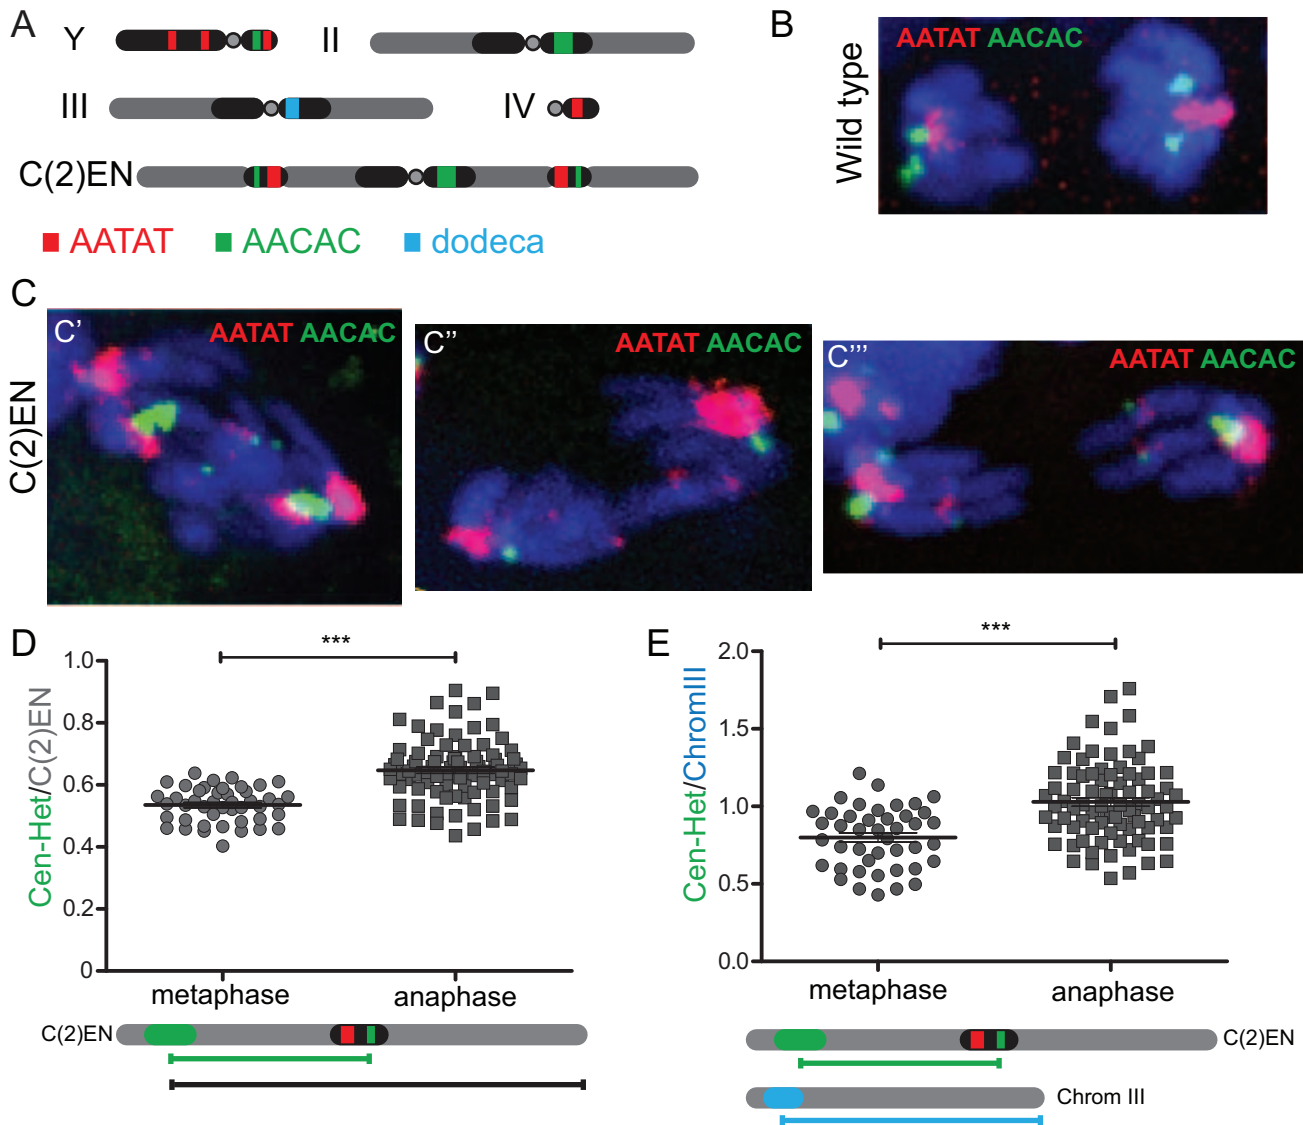 A
Y
II
III
IV
C(2)EN
AATAT AACAC dodeca
B
Wild type
AATAT AACAC
C
C(2)EN
C'
AATAT AACAC
C''
AATAT AACAC
C'''
AATAT AACAC
D
***
Cen-Het/C(2)EN
1.0
0.8
0.6
0.4
0.2
0
metaphase anaphase
C(2)EN
E
***
Cen-Het/ChromIII
2.0
1.5
1.0
0.5
0.0
metaphase anaphase
C(2)EN
Chrom III